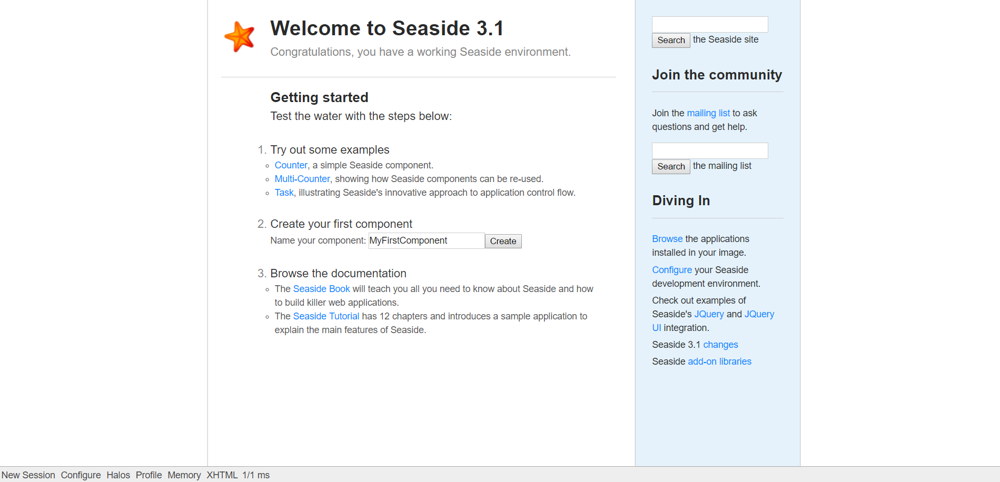 Welcome to Seaside 3.1
Congratulations, you have a working Seaside environment.
Getting started
Test the water with the steps below:
1. Try out some examples
Counter, a simple Seaside component.
Multi-Counter, showing how Seaside components can be re-used.
Task, illustrating Seaside's innovative approach to application control flow.
2. Create your first component
Name your component: MyFirstComponent Create
3. Browse the documentation
The Seaside Book will teach you all you need to know about Seaside and how
to build killer web applications.
The Seaside Tutorial has 12 chapters and introduces a sample application to
explain the main features of Seaside.
Search the Seaside site
Join the community
Join the mailing list to ask
questions and get help.
Search the mailing list
Diving In
Browse the applications
installed in your image.
Configure your Seaside
development environment.
Check out examples of
Seaside's JQuery and JQuery
UI integration.
Seaside 3.1 changes
Seaside add-on libraries
New Session Configure Halos Profile Memory XHTML 1/1 ms